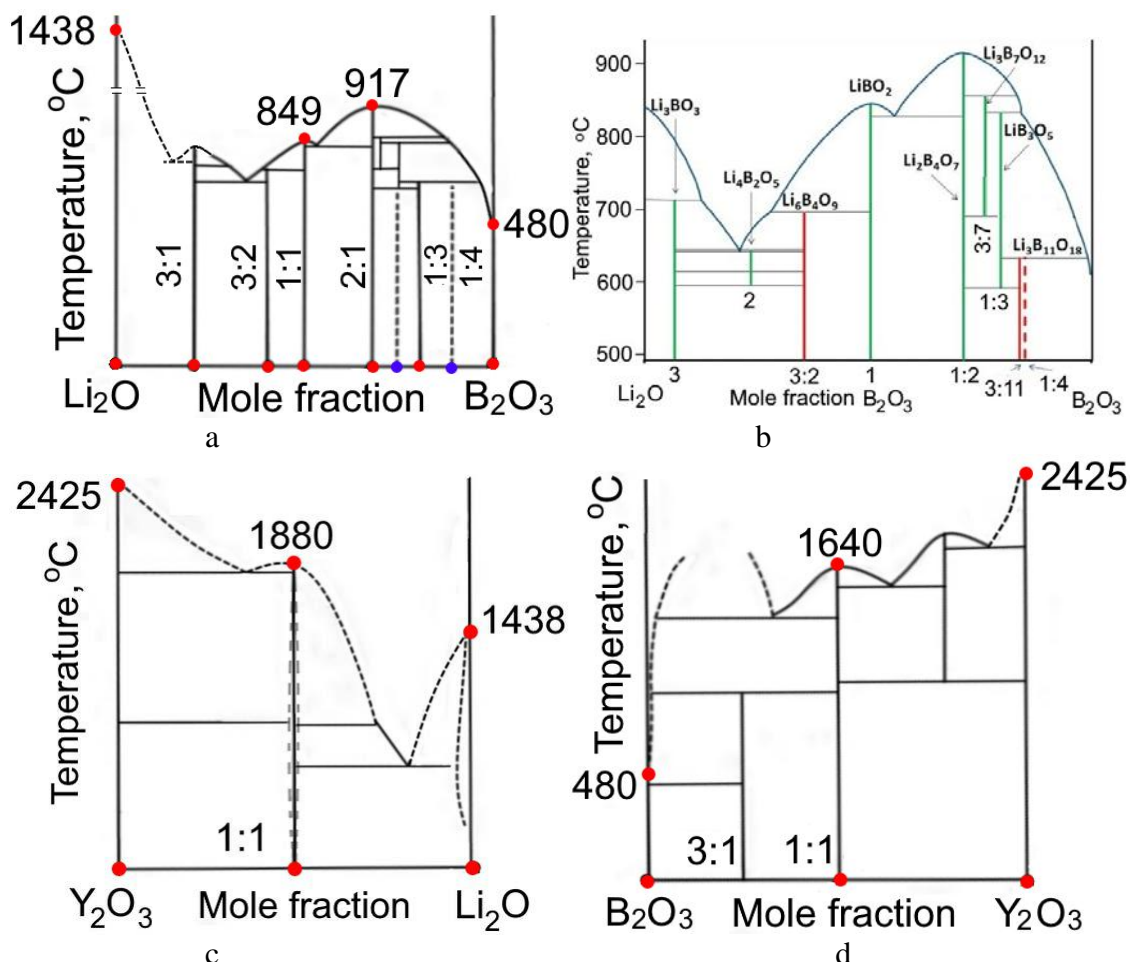 1438
917
849
480
3:1
3:2
1:1
2:1
1:3
1:4
Temperature, °C
Li₂O Mole fraction B₂O₃
a
900
800
700
600
500
Temperature, °C
Li₃BO₃
LiBO₂
Li₃B₇O₁₂
LiB₃O₅
Li₂B₄O₇
Li₄B₂O₅
Li₆B₄O₉
Li₃B₁₁O₁₈
3:7
2
1:3
3
3:2
1
1:2
3:11
1:4
Li₂O Mole fraction B₂O₃ B₂O₃
b
2425
1880
1438
Temperature, °C
1:1
Y₂O₃ Mole fraction Li₂O
c
2425
1640
480
Temperature, °C
3:1
1:1
B₂O₃ Mole fraction Y₂O₃
d